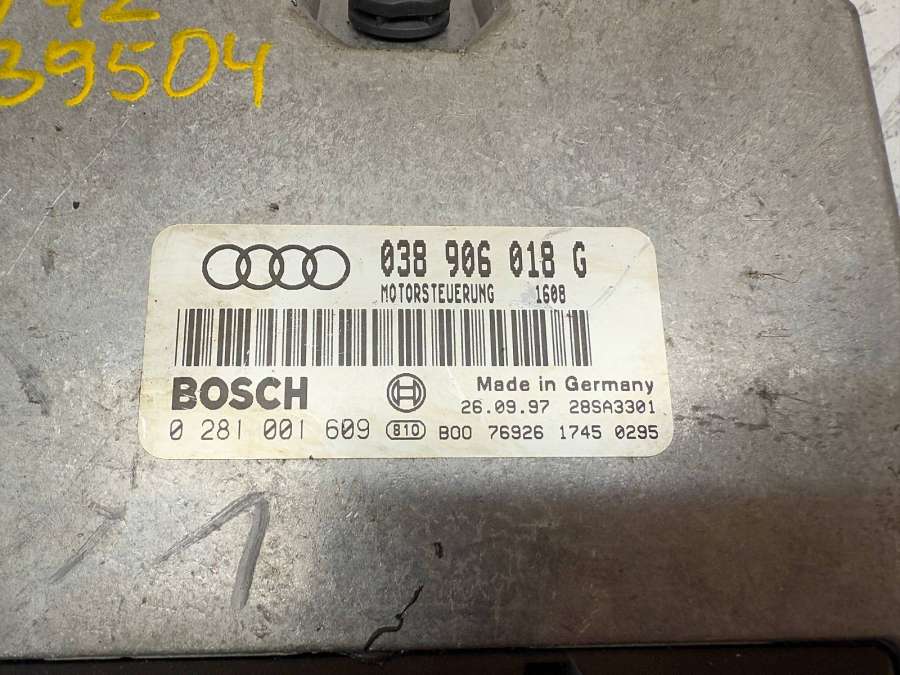 39504
038 906 018 G
MOTORSTEUERUNG 1608
BOSCH
Made in Germany
26.09.97 28SA3301
0 281 001 609 810 B00 76926 1745 0295
11